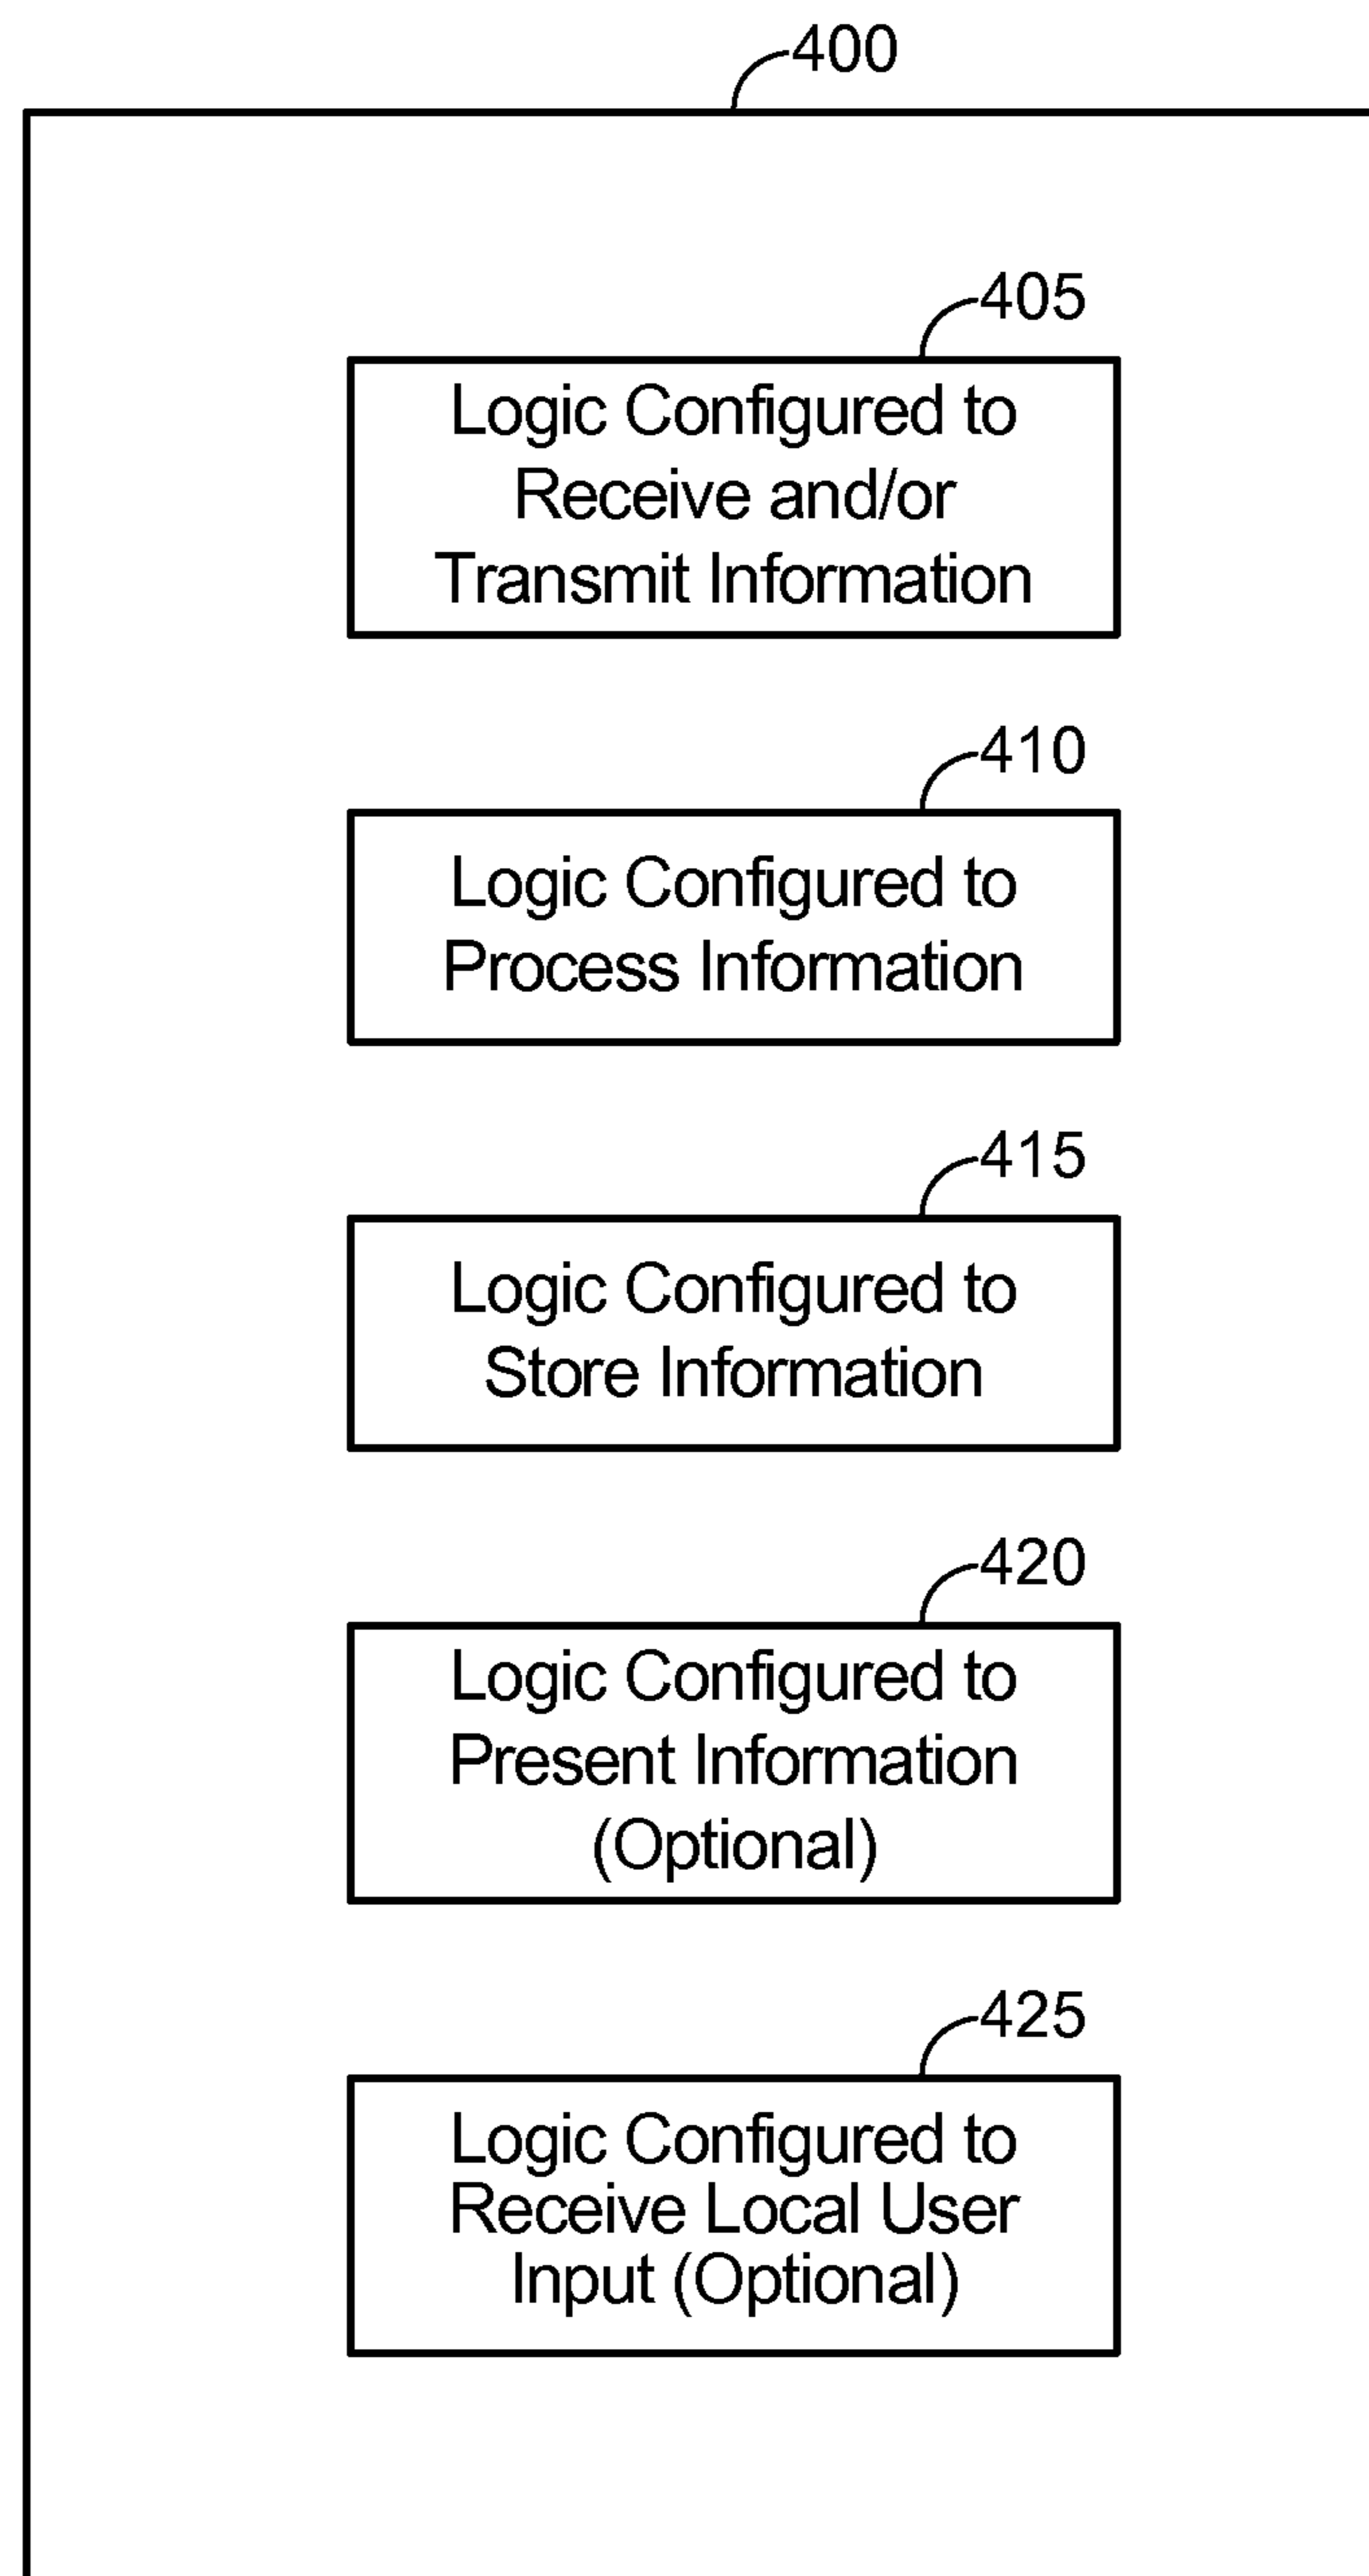 400
405
Logic Configured to
Receive and/or
Transmit Information
410
Logic Configured to
Process Information
415
Logic Configured to
Store Information
420
Logic Configured to
Present Information
(Optional)
425
Logic Configured to
Receive Local User
Input (Optional)